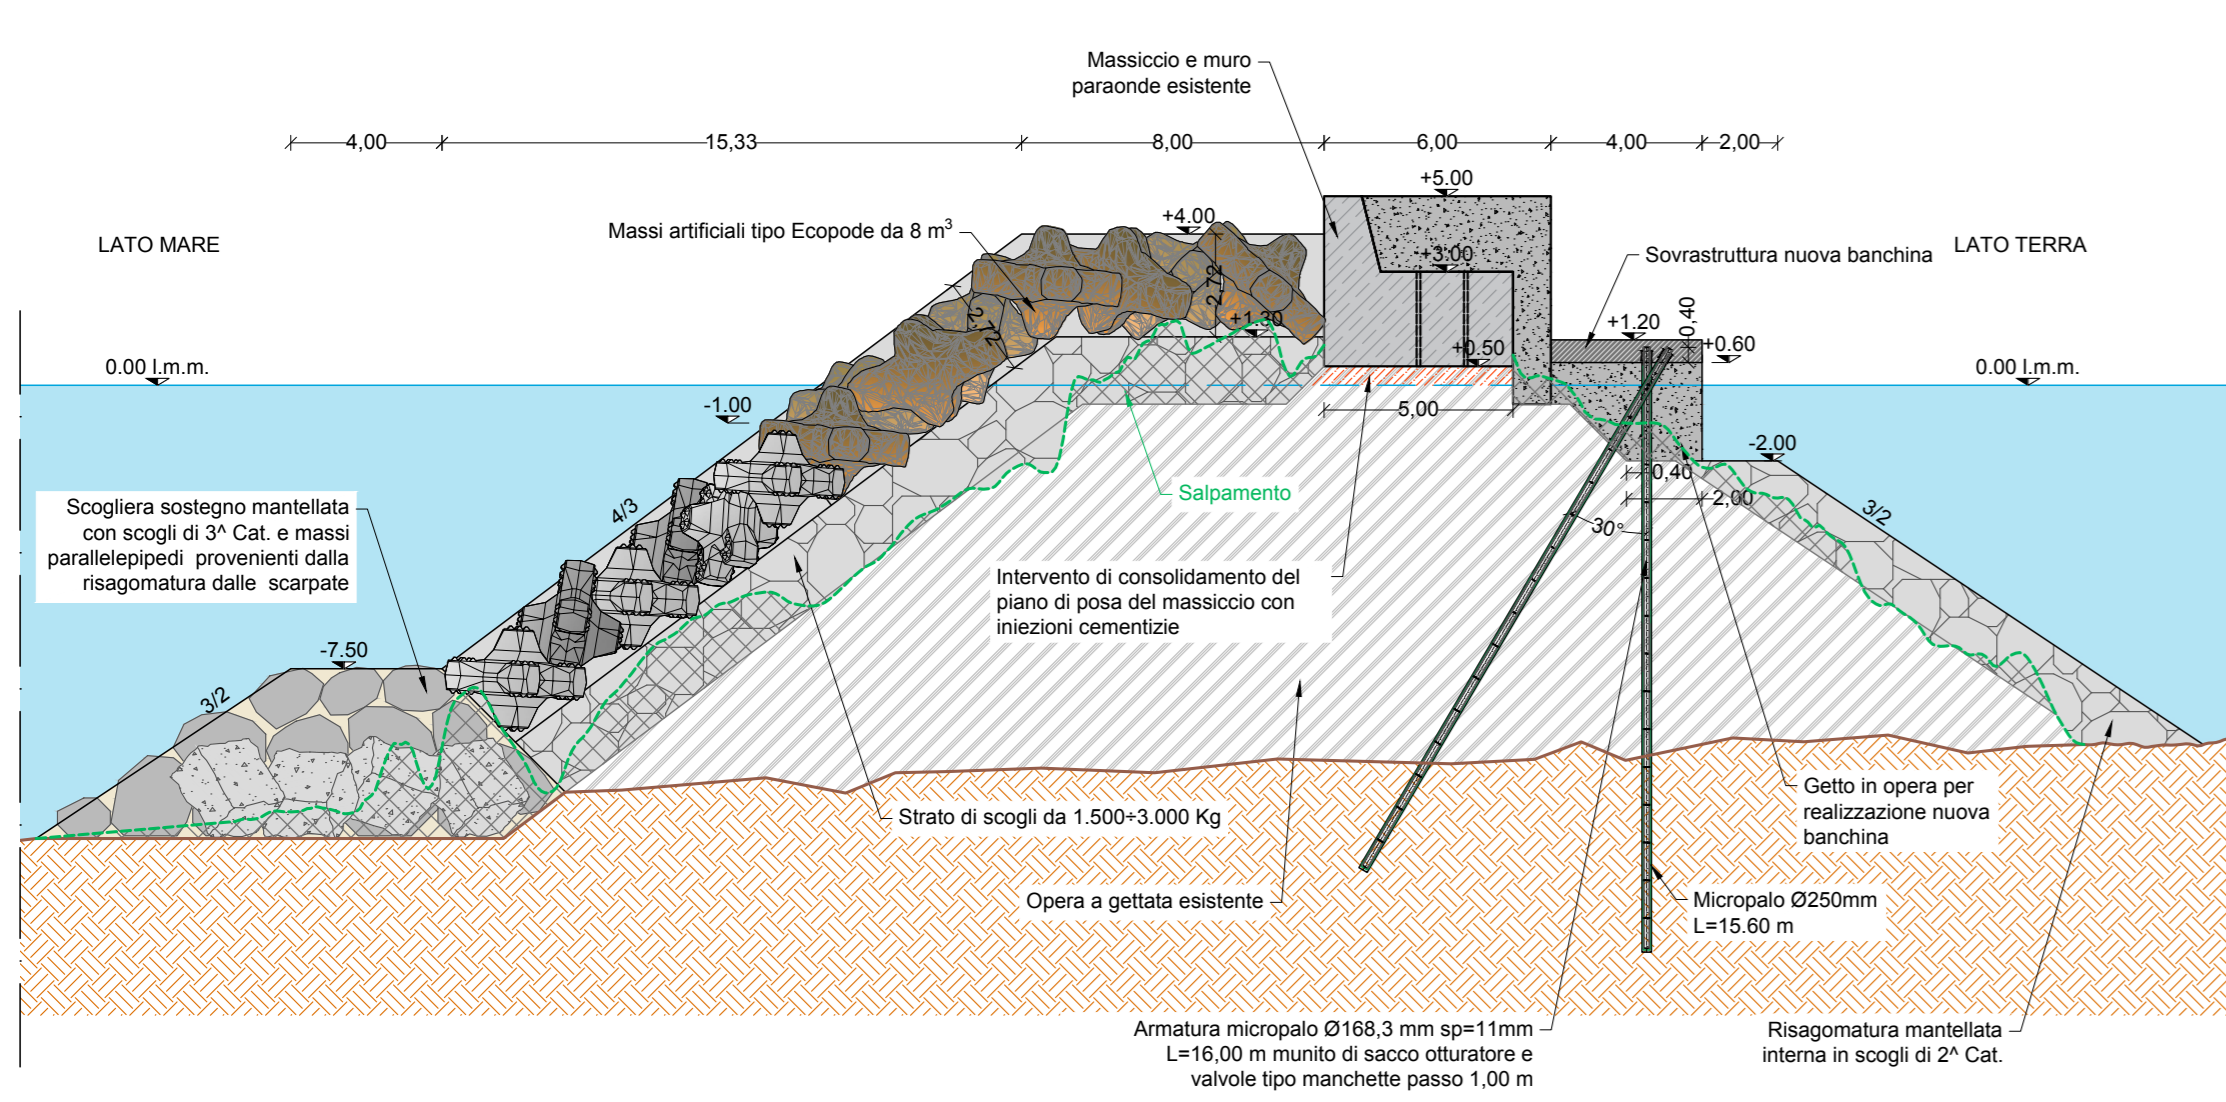 Massiccio e muro
paraonde esistente
4,00
15,33
8,00
6,00
4,00
2,00
+5.00
+4.00
LATO MARE
Massi artificiali tipo Ecopode da 8 m³
+3.00
Sovrastruttura nuova banchina
LATO TERRA
2,72
2,72
+1.30
+1.20
0,40
+0.60
+0.50
0.00 l.m.m.
0.00 l.m.m.
-1.00
5,00
-2.00
0,40
2,00
Salpamento
4/3
3/2
30°
Scogliera sostegno mantellata
con scogli di 3^ Cat. e massi
parallelepipedi provenienti dalla
risagomatura dalle scarpate
Intervento di consolidamento del
piano di posa del massiccio con
iniezioni cementizie
-7.50
3/2
Strato di scogli da 1.500÷3.000 Kg
Getto in opera per
realizzazione nuova
banchina
Opera a gettata esistente
Micropalo Ø250mm
L=15.60 m
Armatura micropalo Ø168,3 mm sp=11mm
L=16,00 m munito di sacco otturatore e
valvole tipo manchette passo 1,00 m
Risagomatura mantellata
interna in scogli di 2^ Cat.